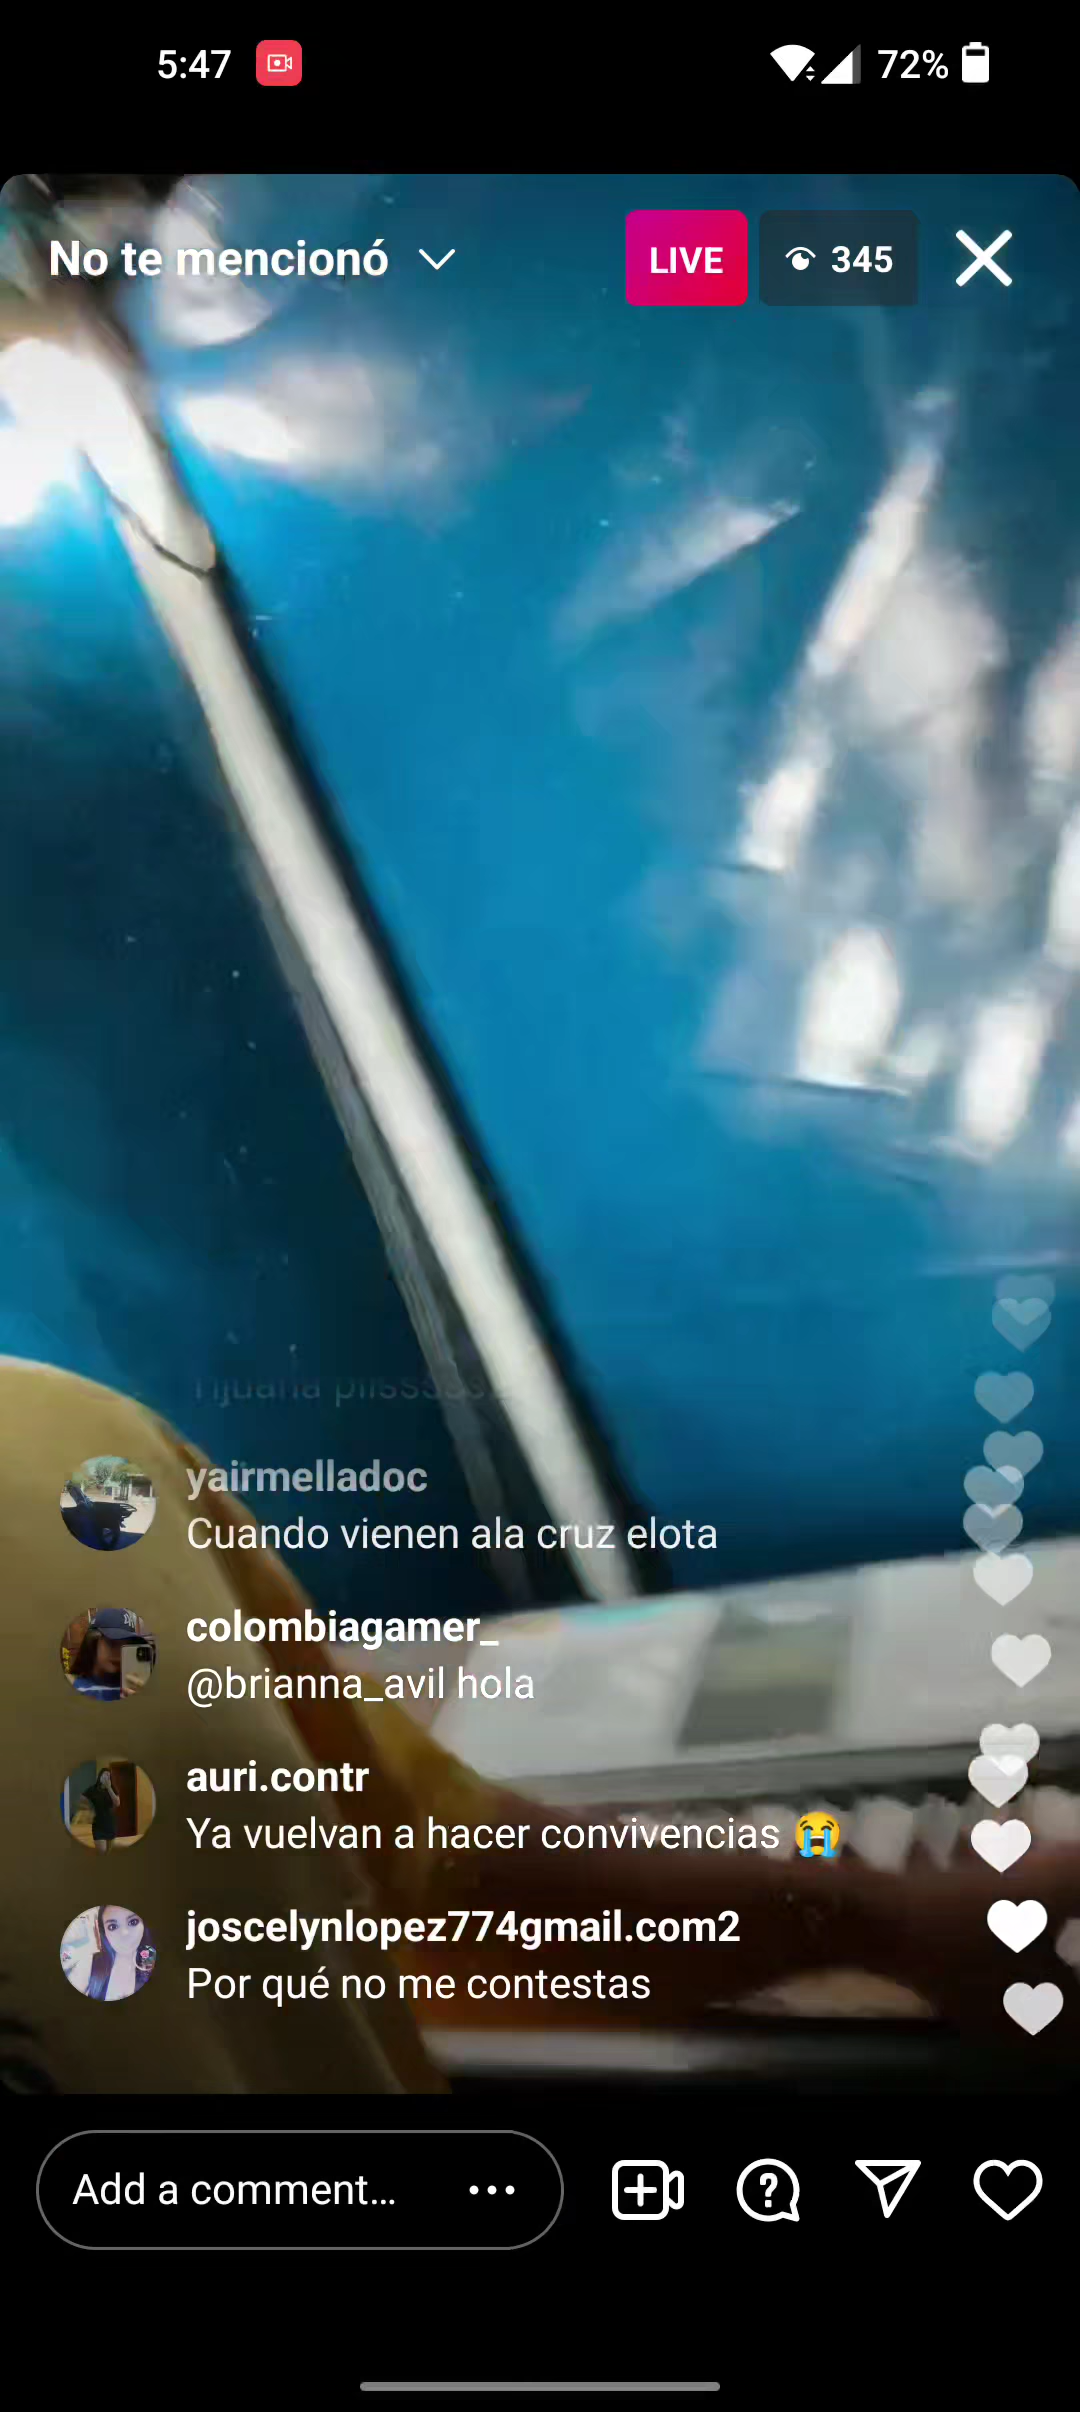 5:47
72%
No te mencionó
LIVE
345
Tijuana
yairmelladoc
Cuando vienen ala cruz elota
colombiagamer_
@brianna_avil hola
auri.contr
Ya vuelvan a hacer convivencias 😭
joscelynlopez774gmail.com2
Por qué no me contestas
Add a comment...